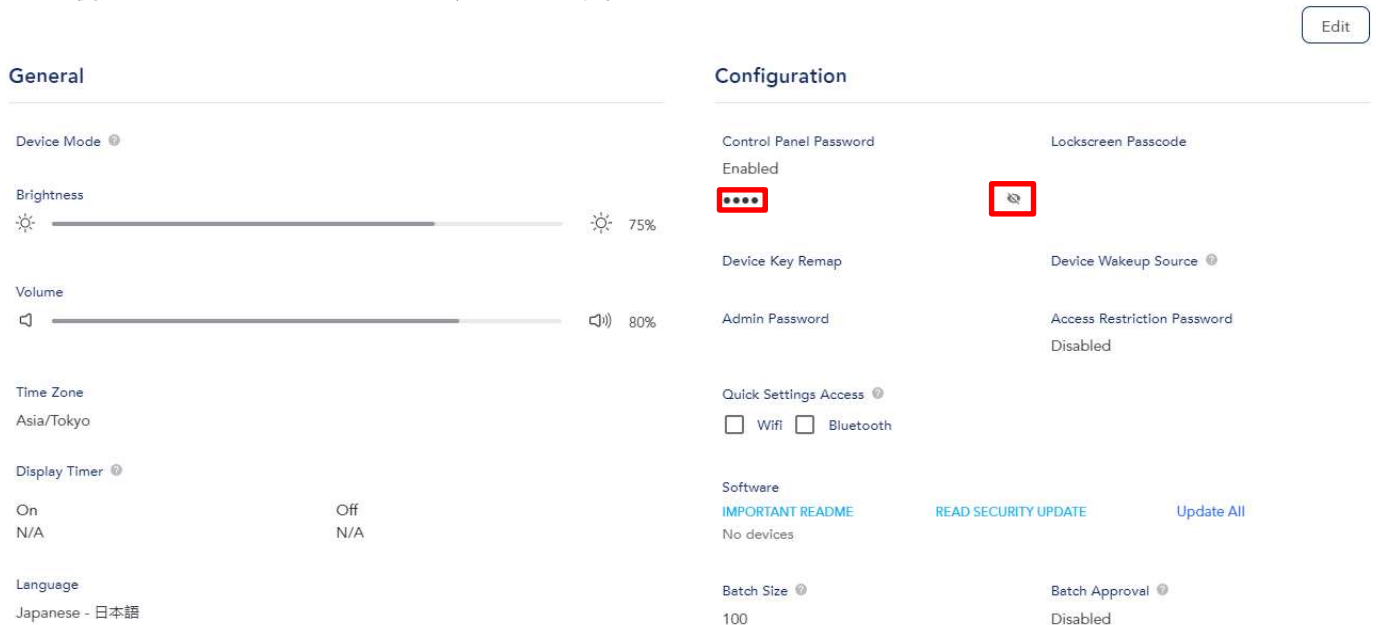 Edit
General
Configuration
Device Mode
Control Panel Password
Lockscreen Passcode
Enabled
Brightness
••••
75%
Device Key Remap
Device Wakeup Source
Volume
80%
Admin Password
Access Restriction Password
Disabled
Time Zone
Asia/Tokyo
Quick Settings Access
Wifi
Bluetooth
Display Timer
On
Off
N/A
N/A
Software
IMPORTANT README
READ SECURITY UPDATE
Update All
No devices
Language
Japanese - 日本語
Batch Size
Batch Approval
100
Disabled